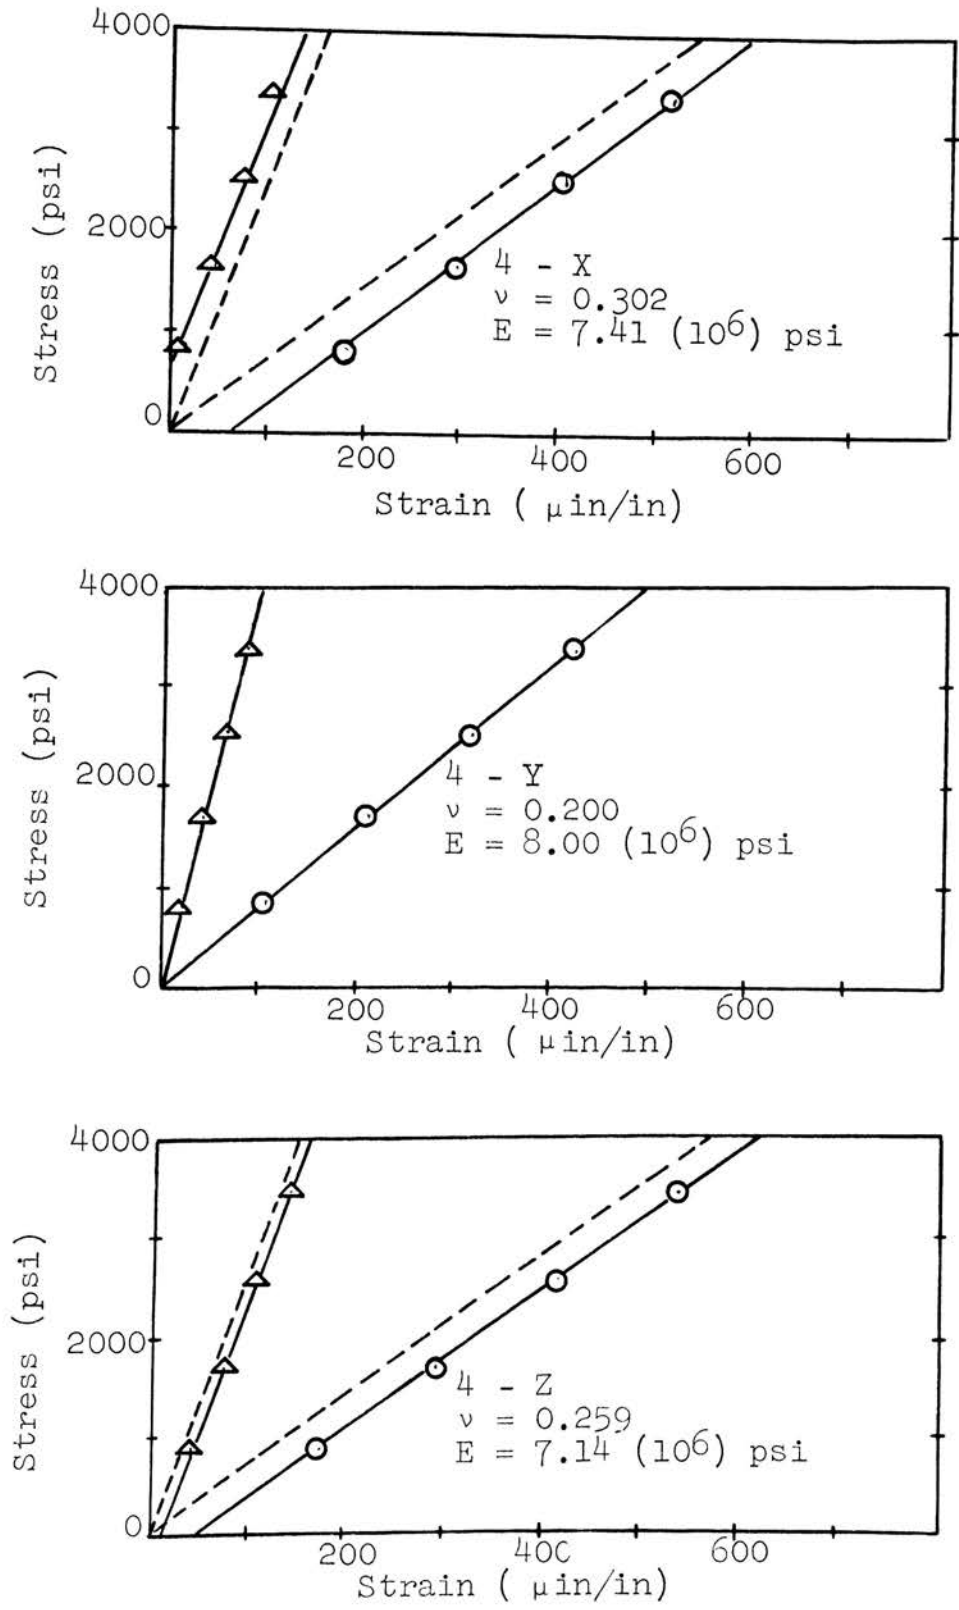 4000
2000
0
Stress (psi)
4 - X
ν = 0.302
E = 7.41 (10⁶) psi
200 400 600
Strain ( μin/in)
4000
2000
0
Stress (psi)
4 - Y
ν = 0.200
E = 8.00 (10⁶) psi
200 400 600
Strain ( μin/in)
4000
2000
0
Stress (psi)
4 - Z
ν = 0.259
E = 7.14 (10⁶) psi
200 400 600
Strain ( μin/in)